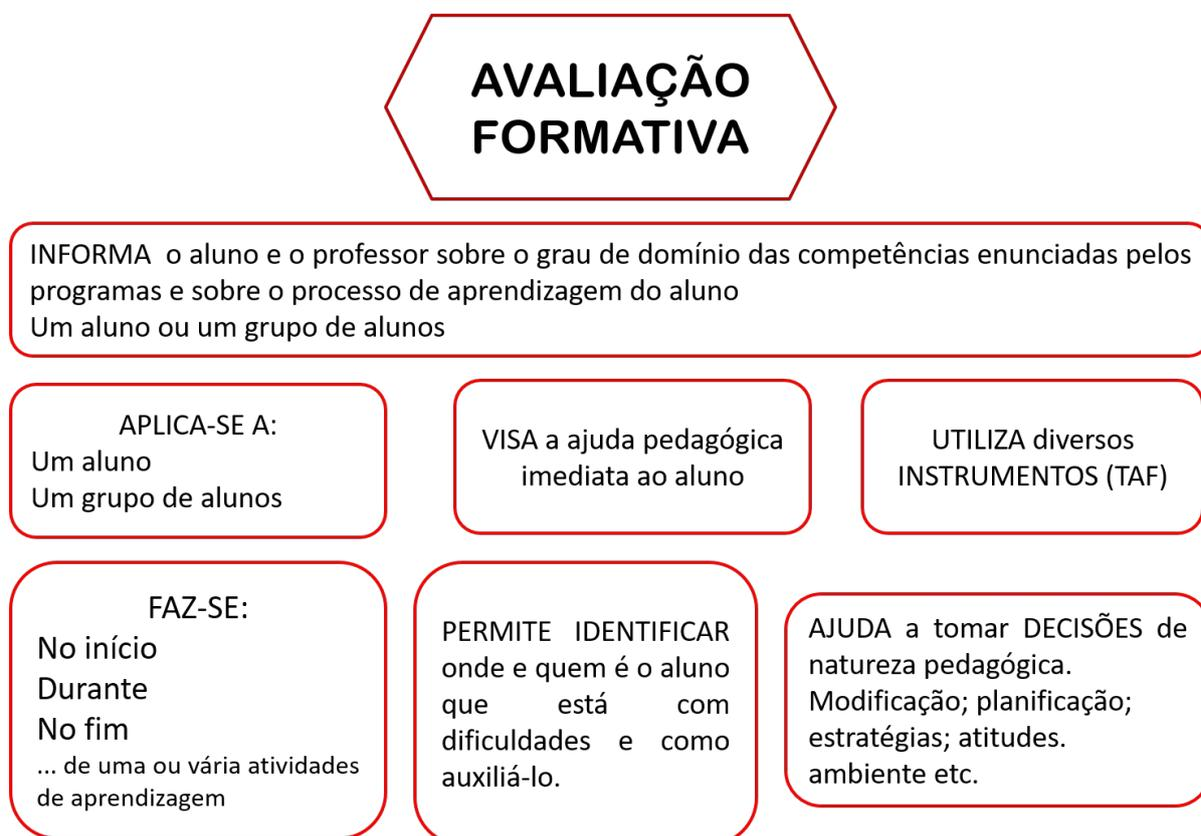 AVALIAÇÃO
FORMATIVA
INFORMA  o aluno e o professor sobre o grau de domínio das competências enunciadas pelos
programas e sobre o processo de aprendizagem do aluno
Um aluno ou um grupo de alunos
APLICA-SE A:
Um aluno
Um grupo de alunos
VISA a ajuda pedagógica
imediata ao aluno
UTILIZA diversos
INSTRUMENTOS (TAF)
FAZ-SE:
No início
Durante
No fim
... de uma ou vária atividades
de aprendizagem
PERMITE IDENTIFICAR
onde e quem é o aluno
que está com
dificuldades e como
auxiliá-lo.
AJUDA a tomar DECISÕES de
natureza pedagógica.
Modificação; planificação;
estratégias; atitudes.
ambiente etc.